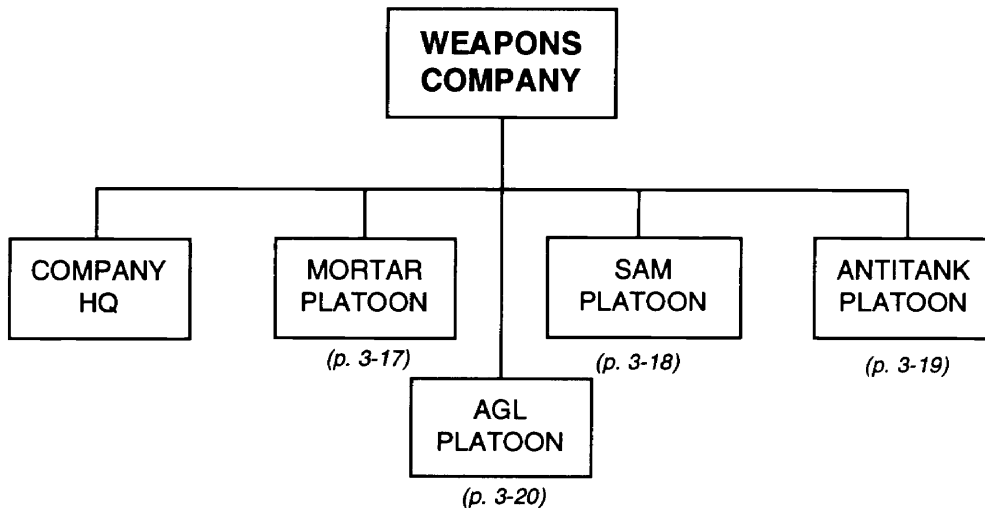 WEAPONS
COMPANY
COMPANY
HQ
MORTAR
PLATOON
(p. 3-17)
SAM
PLATOON
(p. 3-18)
ANTITANK
PLATOON
(p. 3-19)
AGL
PLATOON
(p. 3-20)